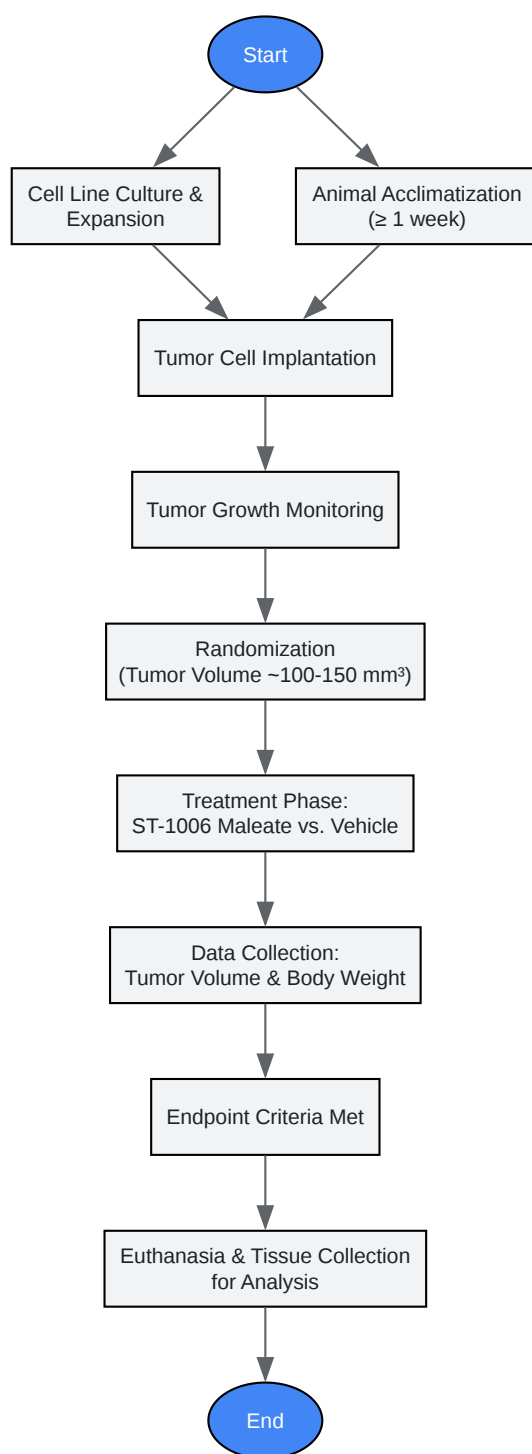 Start
Cell Line Culture &
Expansion
Animal Acclimatization
(≥ 1 week)
Tumor Cell Implantation
Tumor Growth Monitoring
Randomization
(Tumor Volume ~100-150 mm³)
Treatment Phase:
ST-1006 Maleate vs. Vehicle
Data Collection:
Tumor Volume & Body Weight
Endpoint Criteria Met
Euthanasia & Tissue Collection
for Analysis
End